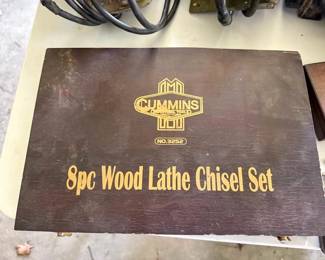 CUMMINS
NO. 3252
8pc Wood Lathe Chisel Set